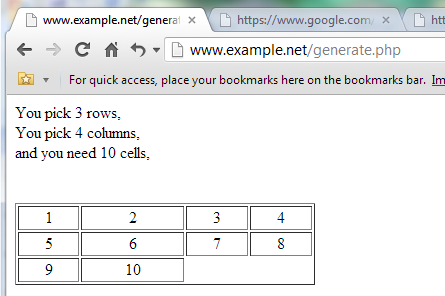 www.example.net/generat
https://www.google.com/
htt
www.example.net/generate.php
For quick access, place your bookmarks here on the bookmarks bar. Im
You pick 3 rows,
You pick 4 columns,
and you need 10 cells,
1 2 3 4
5 6 7 8
9 10